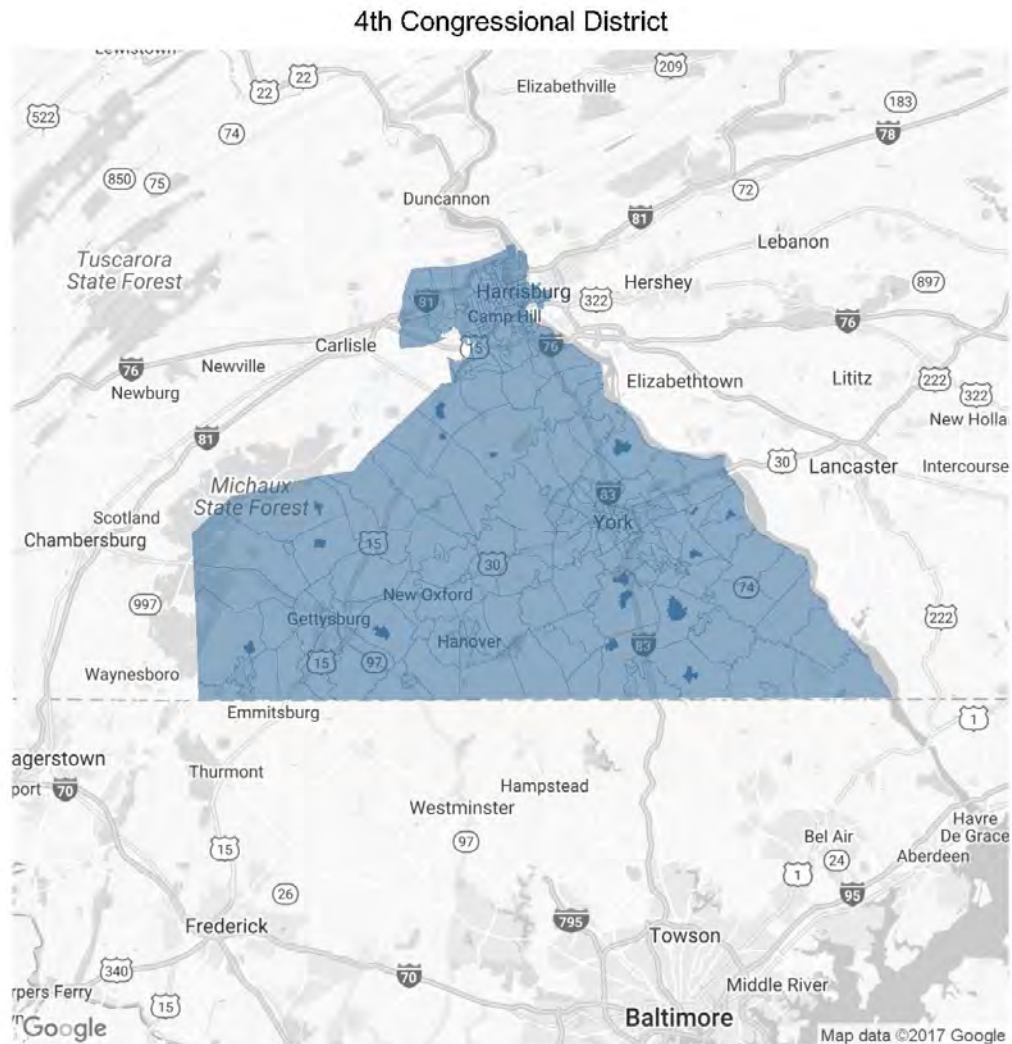 4th Congressional District
Lewistown
22
22
209
Elizabethville
522
183
74
78
850
75
72
Duncannon
81
Lebanon
Tuscarora
State Forest
Hershey
897
81
Harrisburg
322
Camp Hill
76
Carlisle
15
76
76
Newville
Elizabethtown
Lititz
222
Newburg
322
New Holla
81
30
Lancaster
Intercourse
Michaux
State Forest
83
Scotland
York
Chambersburg
15
30
74
997
New Oxford
Gettysburg
222
Hanover
83
15
97
Waynesboro
Emmitsburg
1
agerstown
Thurmont
port
70
Hampstead
Westminster
Havre
De Grace
97
Bel Air
15
24
Aberdeen
1
26
95
795
Frederick
Towson
340
70
Middle River
rpers Ferry
15
Baltimore
Google
Map data ©2017 Google